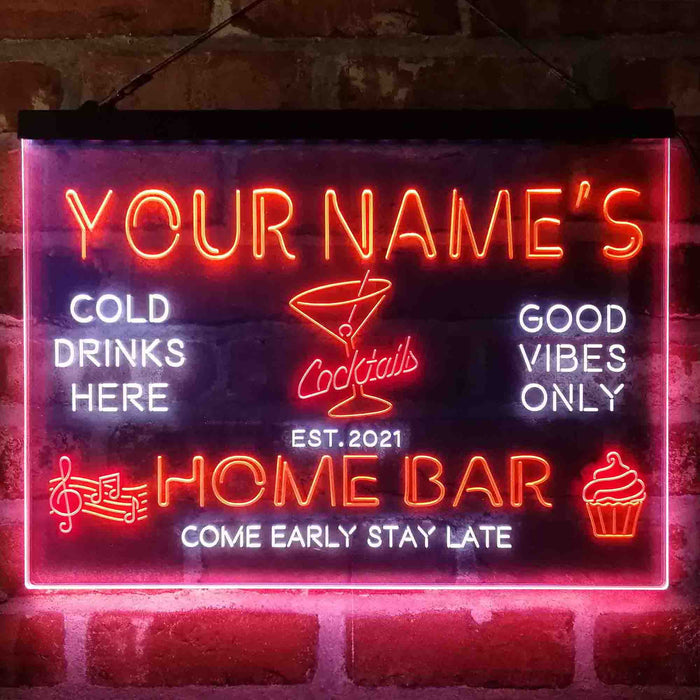 YOUR NAME'S
COLD
DRINKS
HERE
Cocktails
GOOD
VIBES
ONLY
EST. 2021
HOME BAR
COME EARLY STAY LATE